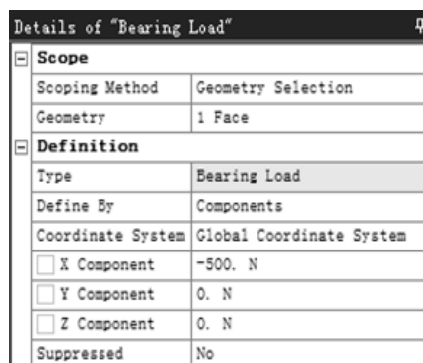 Details of "Bearing Load"
Scope
Scoping Method Geometry Selection
Geometry 1 Face
Definition
Type Bearing Load
Define By Components
Coordinate System Global Coordinate System
X Component -500. N
Y Component 0. N
Z Component 0. N
Suppressed No